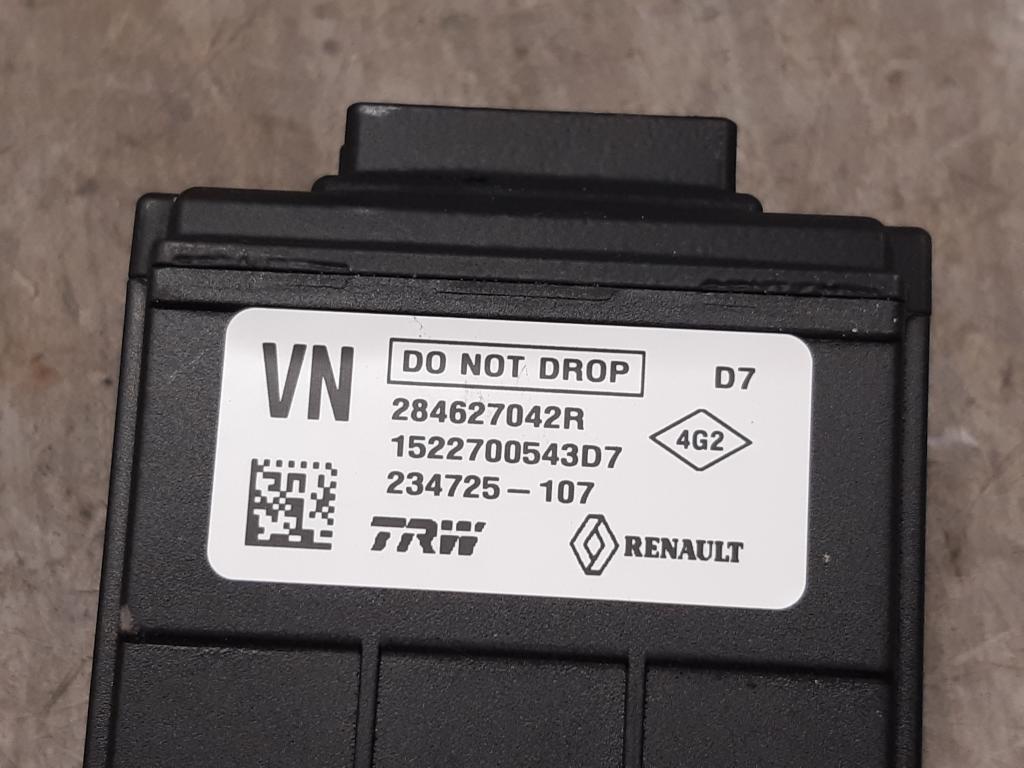 VN
DO NOT DROP
D7
284627042R
4G2
1522700543D7
234725-107
TRW
RENAULT